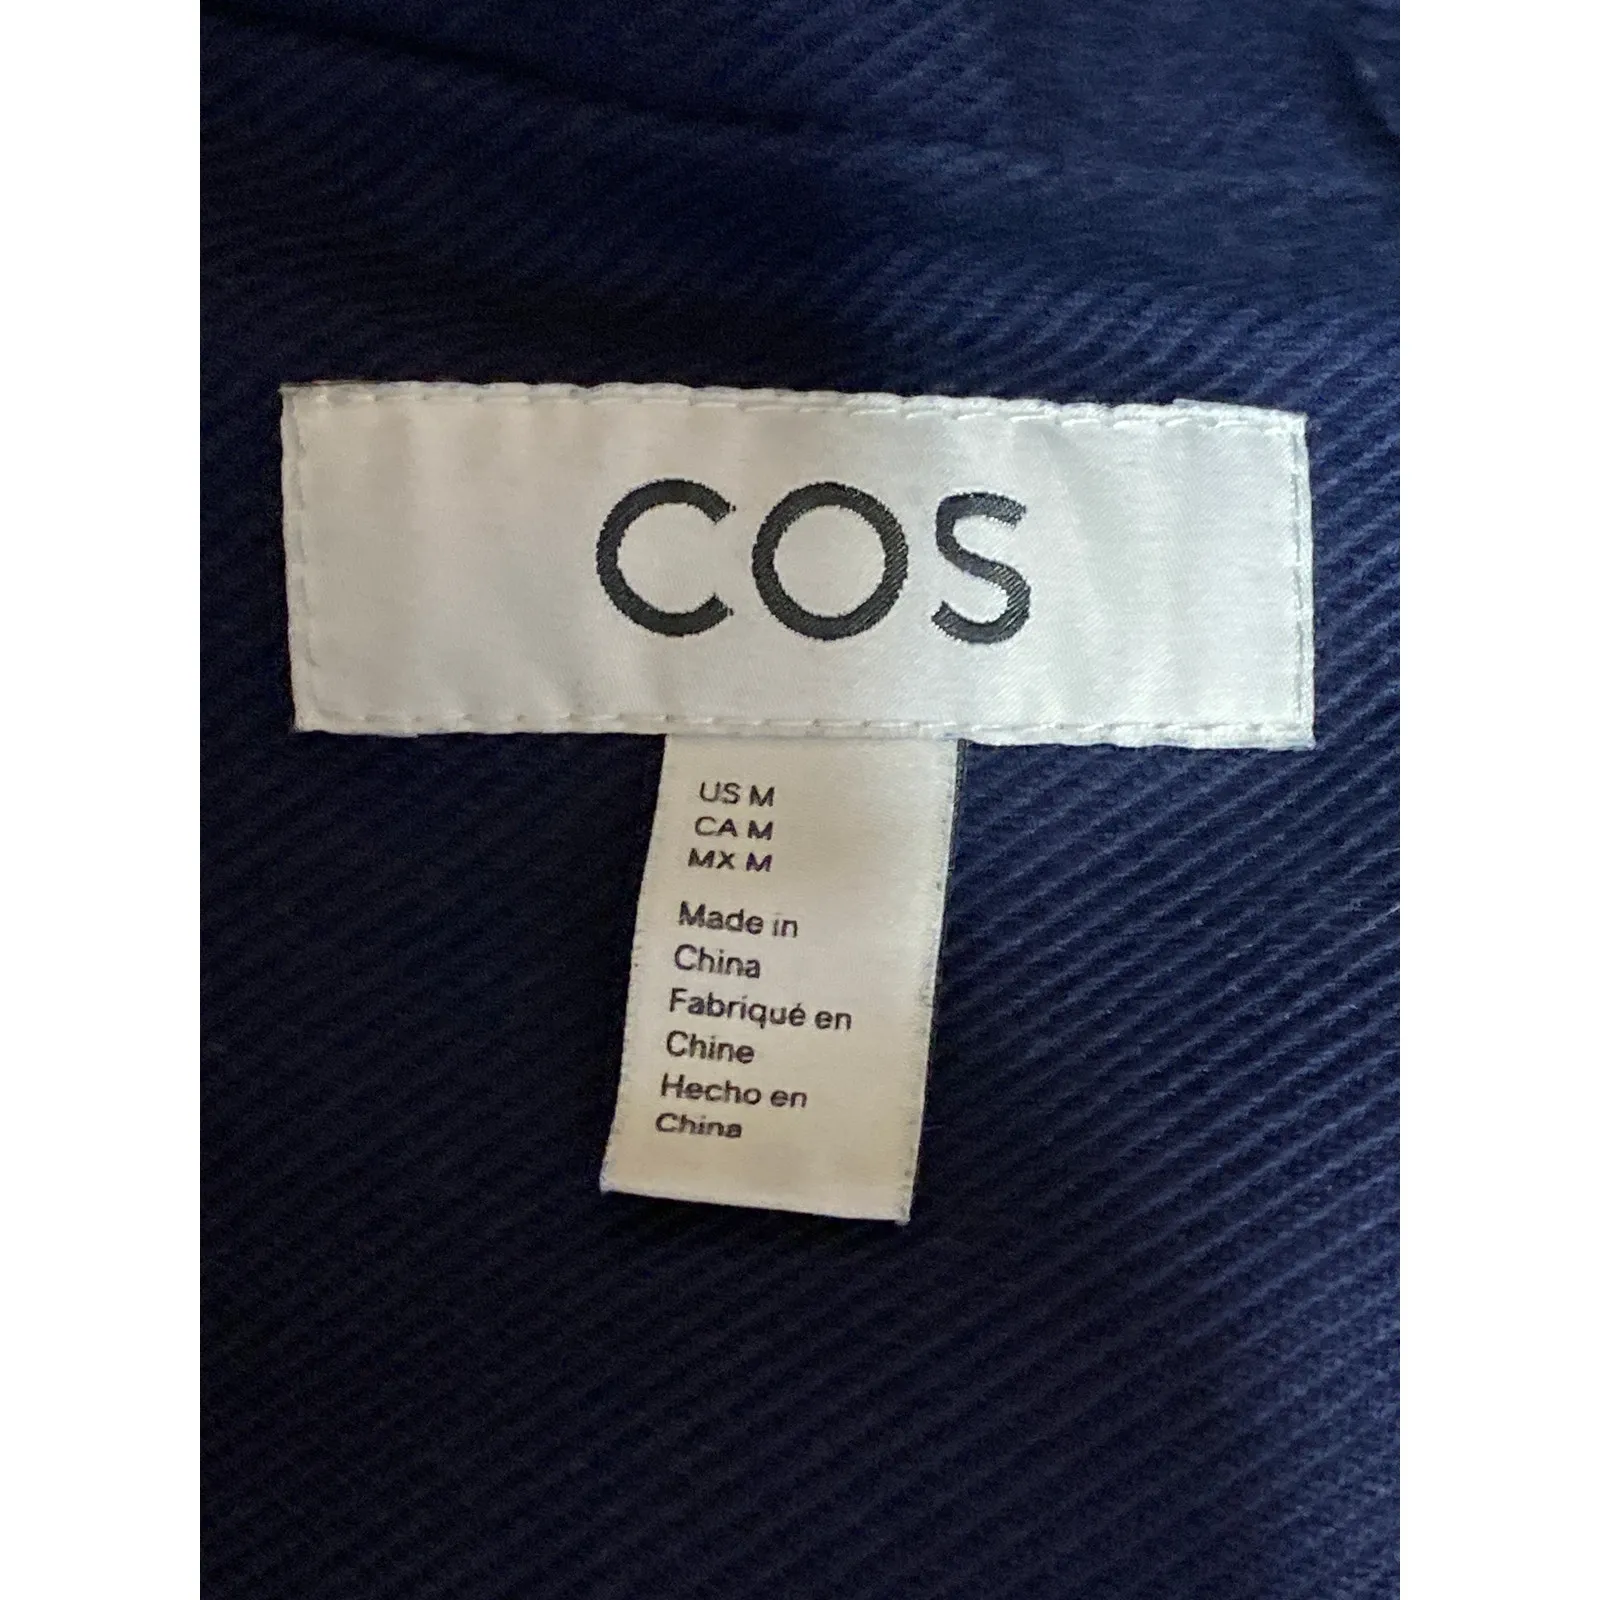 COS
US M
CA M
MX M
Made in
China
Fabriqué en
Chine
Hecho en
China